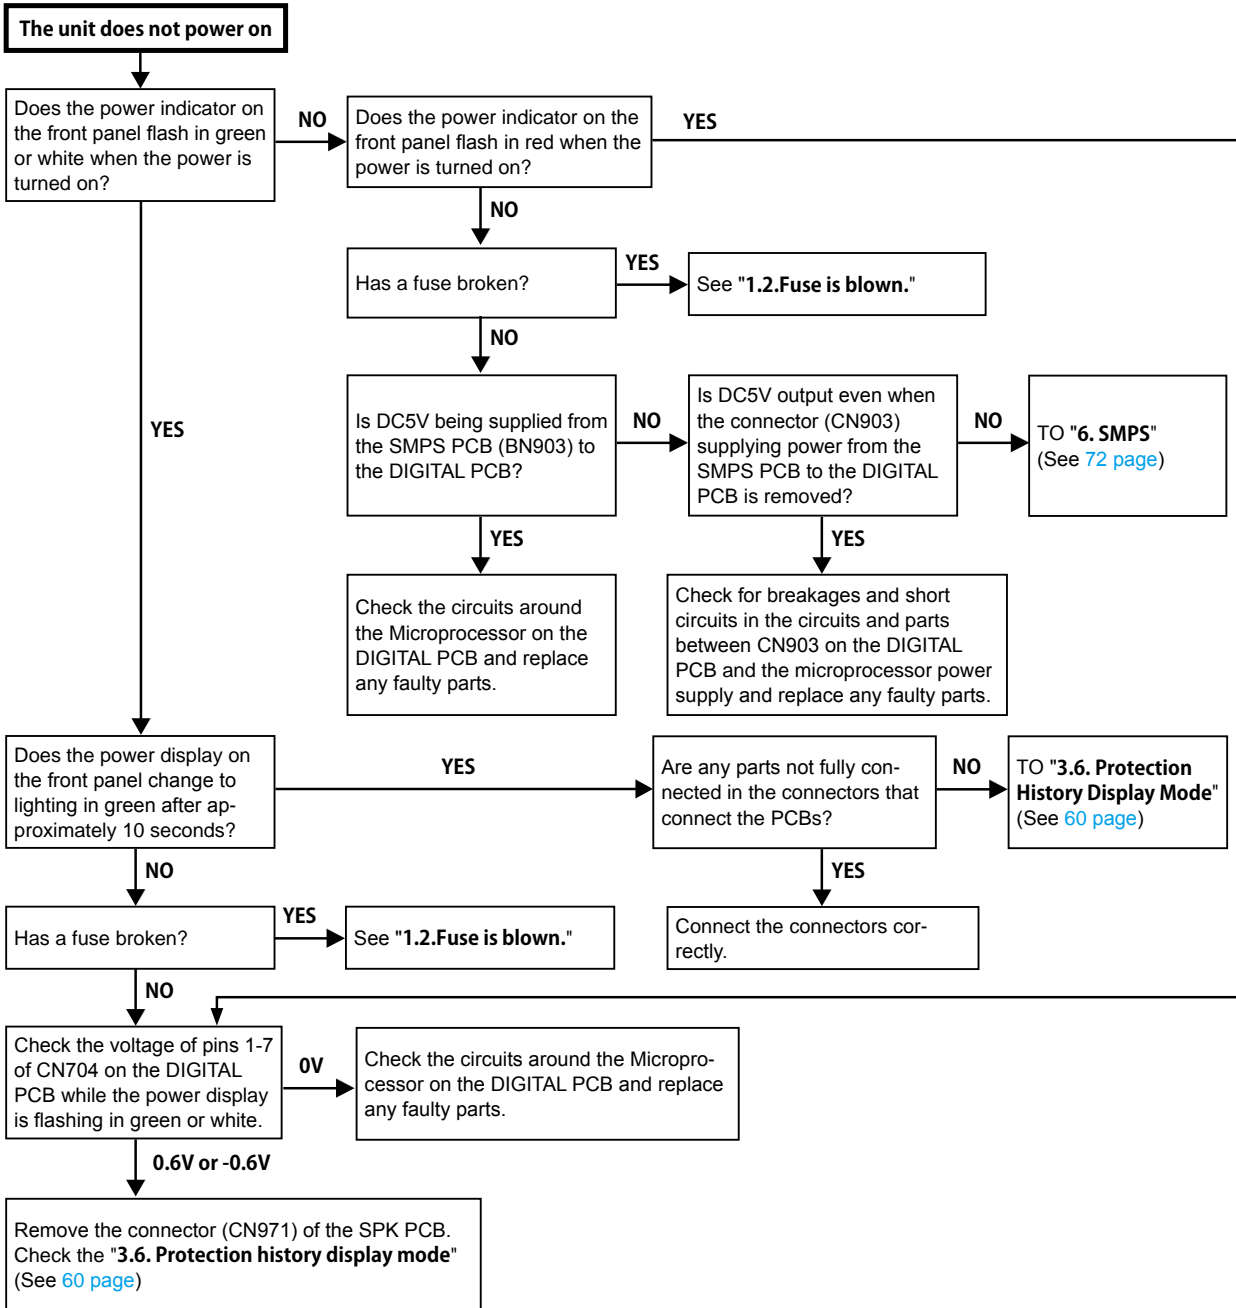 The unit does not power on
Does the power indicator on
the front panel flash in green
or white when the power is
turned on?
NO
Does the power indicator on the
front panel flash in red when the
power is turned on?
YES
NO
Has a fuse broken?
YES
See "1.2.Fuse is blown."
NO
YES
Is DC5V being supplied from
the SMPS PCB (BN903) to
the DIGITAL PCB?
NO
Is DC5V output even when
the connector (CN903)
supplying power from the
SMPS PCB to the DIGITAL
PCB is removed?
NO
TO "6. SMPS"
(See 72 page)
YES
YES
Check the circuits around
the Microprocessor on the
DIGITAL PCB and replace
any faulty parts.
Check for breakages and short
circuits in the circuits and parts
between CN903 on the DIGITAL
PCB and the microprocessor power
supply and replace any faulty parts.
Does the power display on
the front panel change to
lighting in green after ap-
proximately 10 seconds?
YES
Are any parts not fully con-
nected in the connectors that
connect the PCBs?
NO
TO "3.6. Protection
History Display Mode"
(See 60 page)
NO
YES
Has a fuse broken?
YES
See "1.2.Fuse is blown."
Connect the connectors cor-
rectly.
NO
Check the voltage of pins 1-7
of CN704 on the DIGITAL
PCB while the power display
is flashing in green or white.
0V
Check the circuits around the Micropro-
cessor on the DIGITAL PCB and replace
any faulty parts.
0.6V or -0.6V
Remove the connector (CN971) of the SPK PCB.
Check the "3.6. Protection history display mode"
(See 60 page)